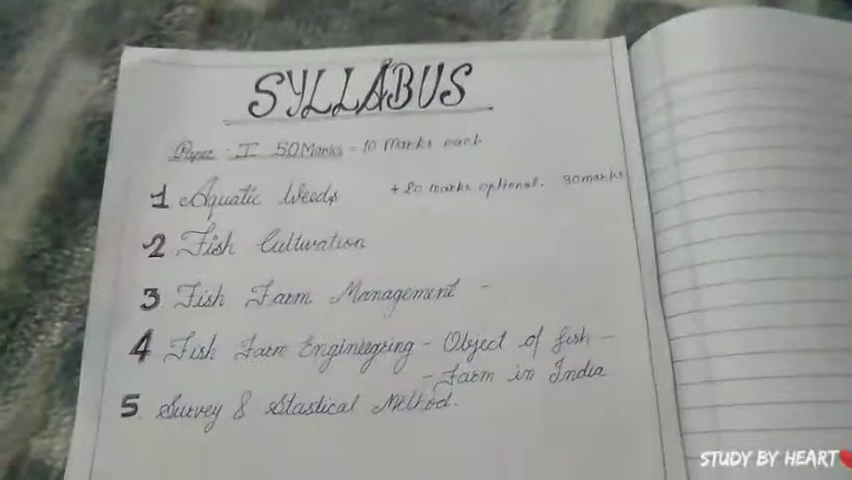 SYLLABUS
Paper - I 50 Marks - 10 Marks each
1 Aquatic Weeds + 20 marks optional. 30 marks
2 Fish Cultivation
3 Fish Farm Management -
4 Fish Farm Engineegring - Object of fish -
- Farm in India
5 Survey & Stastical Method.
STUDY BY HEART